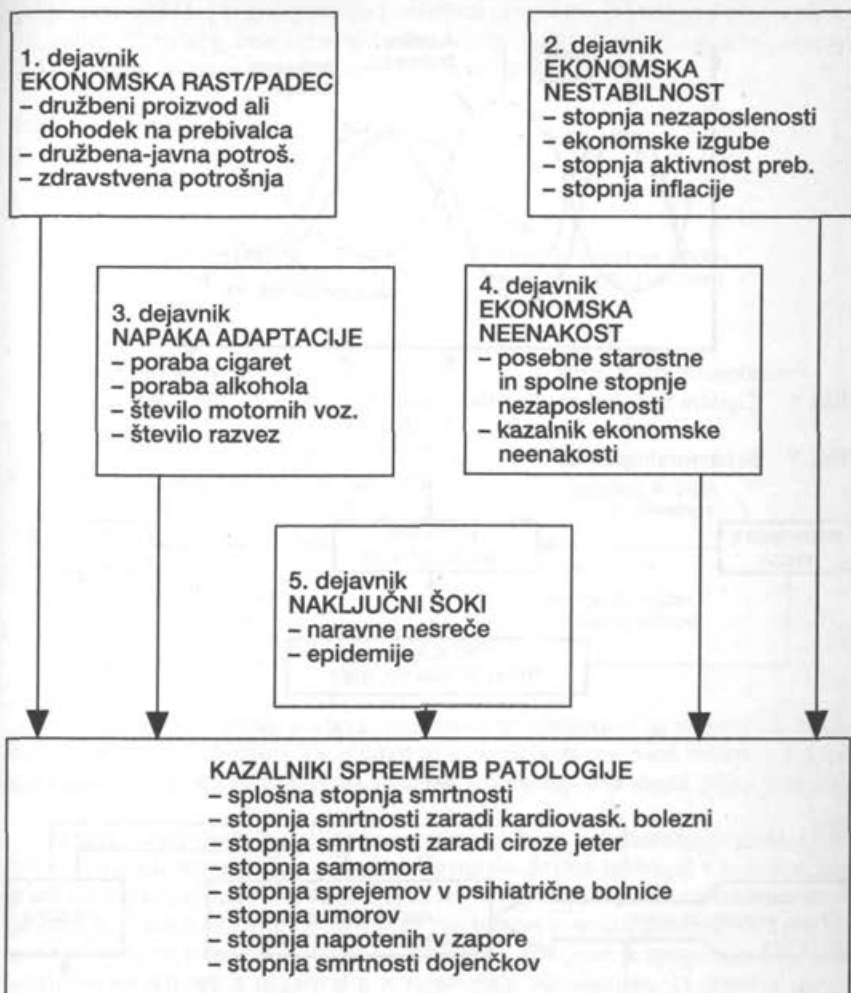 1. dejavnik
EKONOMSKA RAST/PADEC
– družbeni proizvod ali
dohodek na prebivalca
– družbena-javna potroš.
– zdravstvena potrošnja
2. dejavnik
EKONOMSKA
NESTABILNOST
– stopnja nezaposlenosti
– ekonomske izgube
– stopnja aktivnost preb.
– stopnja inflacije
3. dejavnik
NAPAKA ADAPTACIJE
– poraba cigaret
– poraba alkohola
– število motornih voz.
– število razvez
4. dejavnik
EKONOMSKA
NEENAKOST
– posebne starostne
in spolne stopnje
nezaposlenosti
– kazalnik ekonomske
neenakosti
5. dejavnik
NAKLJUČNI ŠOKI
– naravne nesreče
– epidemije
KAZALNIKI SPREMEMB PATOLOGIJE
– splošna stopnja smrtnosti
– stopnja smrtnosti zaradi kardiovask. bolezni
– stopnja smrtnosti zaradi ciroze jeter
– stopnja samomora
– stopnja sprejemov v psihiatrične bolnice
– stopnja umorov
– stopnja napotenih v zapore
– stopnja smrtnosti dojenčkov